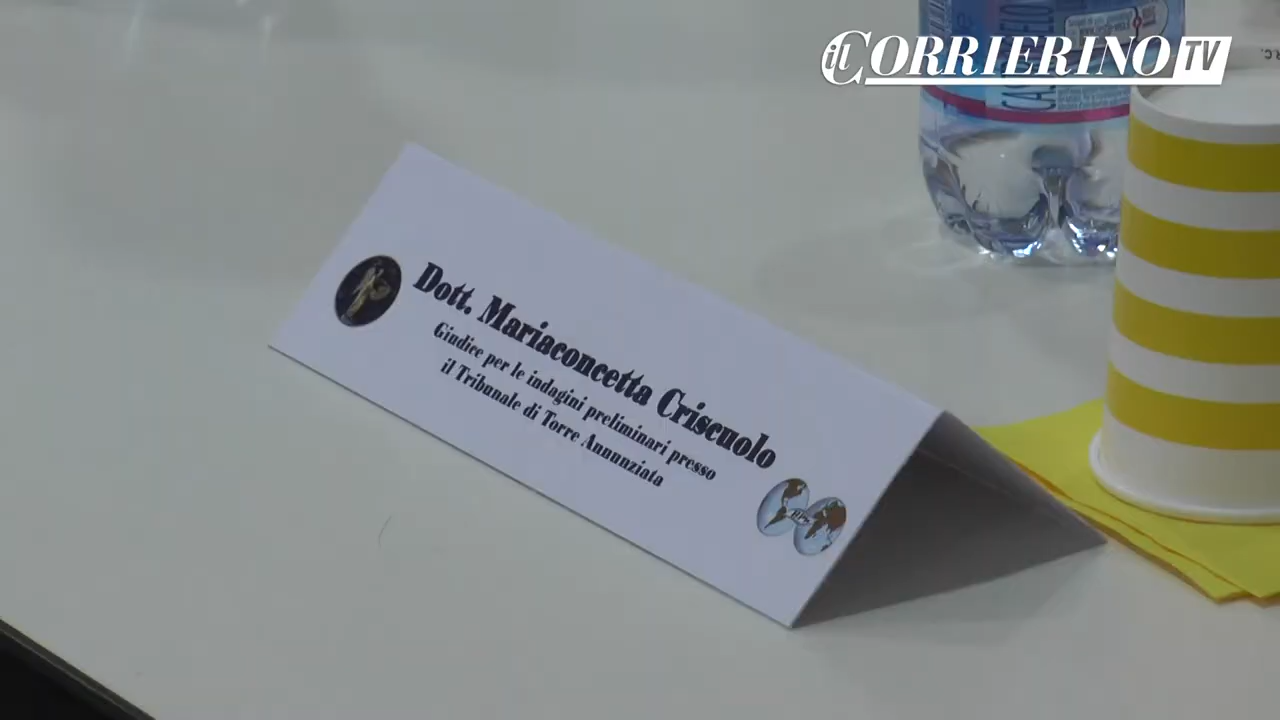 il CORRIERINO TV
Dott. Mariaconcetta Criscuolo
Giudice per le indagini preliminari presso
il Tribunale di Torre Annunziata